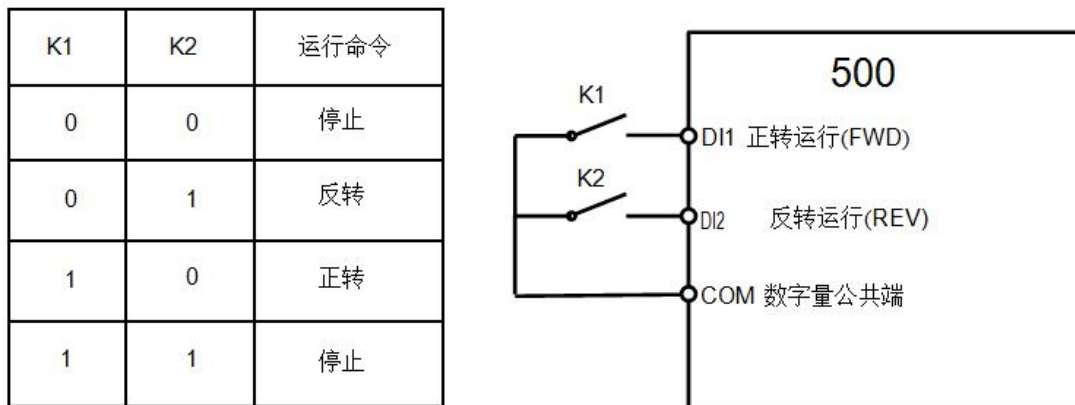 K1 K2 运行命令
0 0 停止
0 1 反转
1 0 正转
1 1 停止
500
K1
DI1 正转运行(FWD)
K2
DI2 反转运行(REV)
COM 数字量公共端